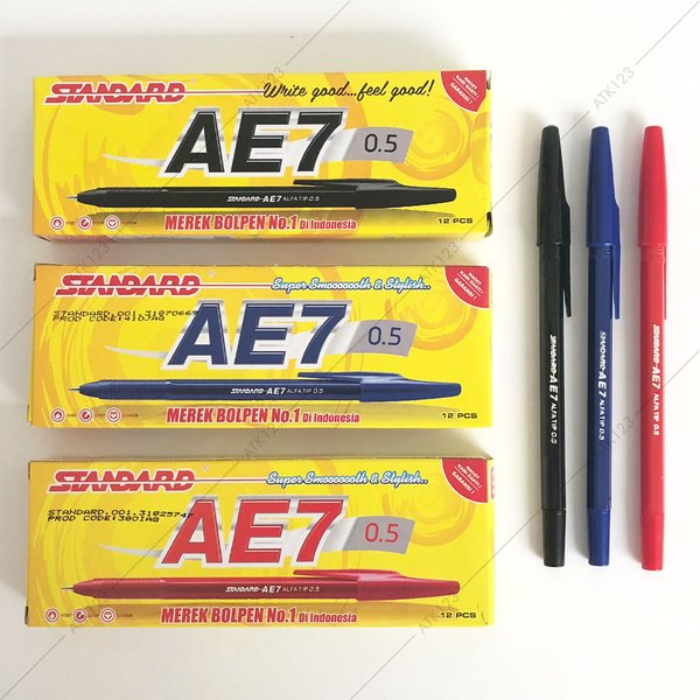 STANDARD
Write good...feel good!
AE7 0.5
STANDARD AE7 ALFATIP 0.5
MEREK BOLPEN No.1 Di Indonesia
12 PCS
STANDARD
Super Smooooooth & Stylish..
PROD CODE:
AE7 0.5
STANDARD AE7 ALFATIP 0.5
MEREK BOLPEN No.1 Di Indonesia
12 PCS
STANDARD
Super Smooooooth & Stylish..
PROD CODE:
AE7 0.5
STANDARD AE7 ALFATIP 0.5
MEREK BOLPEN No.1 Di Indonesia
12 PCS
STANDARD AE7 ALFATIP 0.5
STANDARD AE7 ALFATIP 0.5
STANDARD AE7 ALFATIP 0.5
ATK123